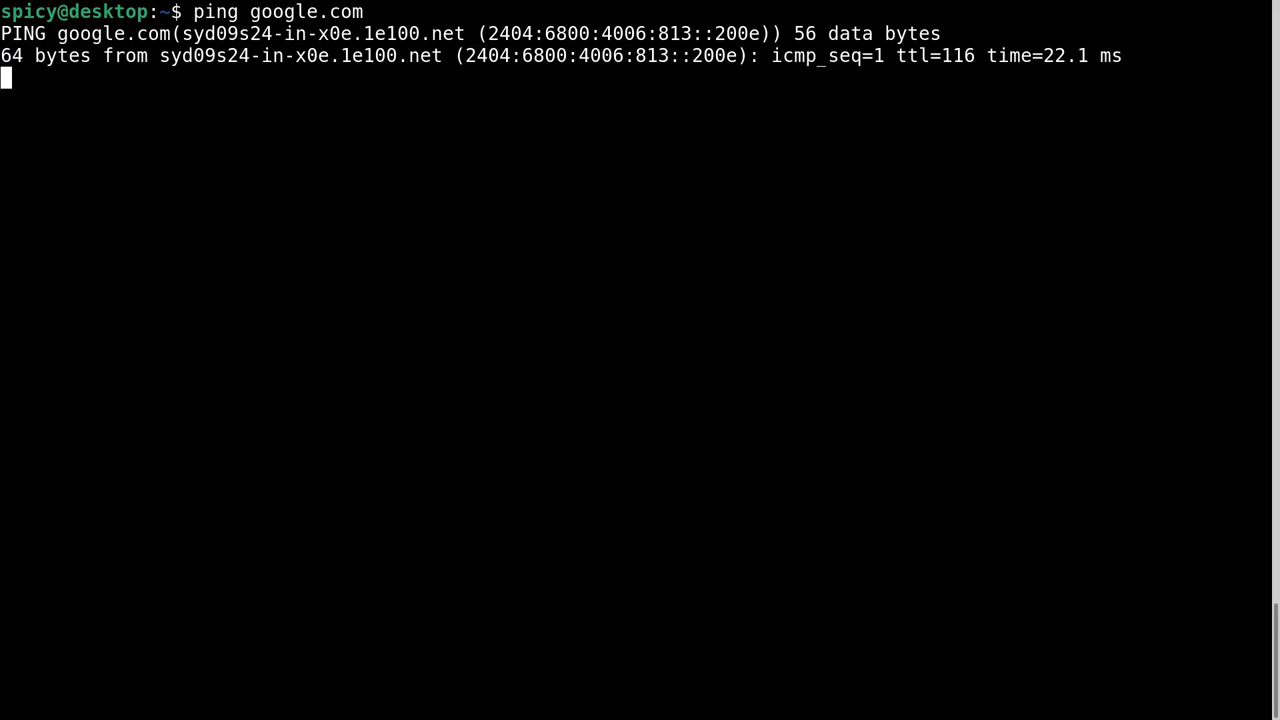 spicy@desktop:~$ ping google.com
PING google.com(syd09s24-in-x0e.1e100.net (2404:6800:4006:813::200e)) 56 data bytes
64 bytes from syd09s24-in-x0e.1e100.net (2404:6800:4006:813::200e): icmp_seq=1 ttl=116 time=22.1 ms